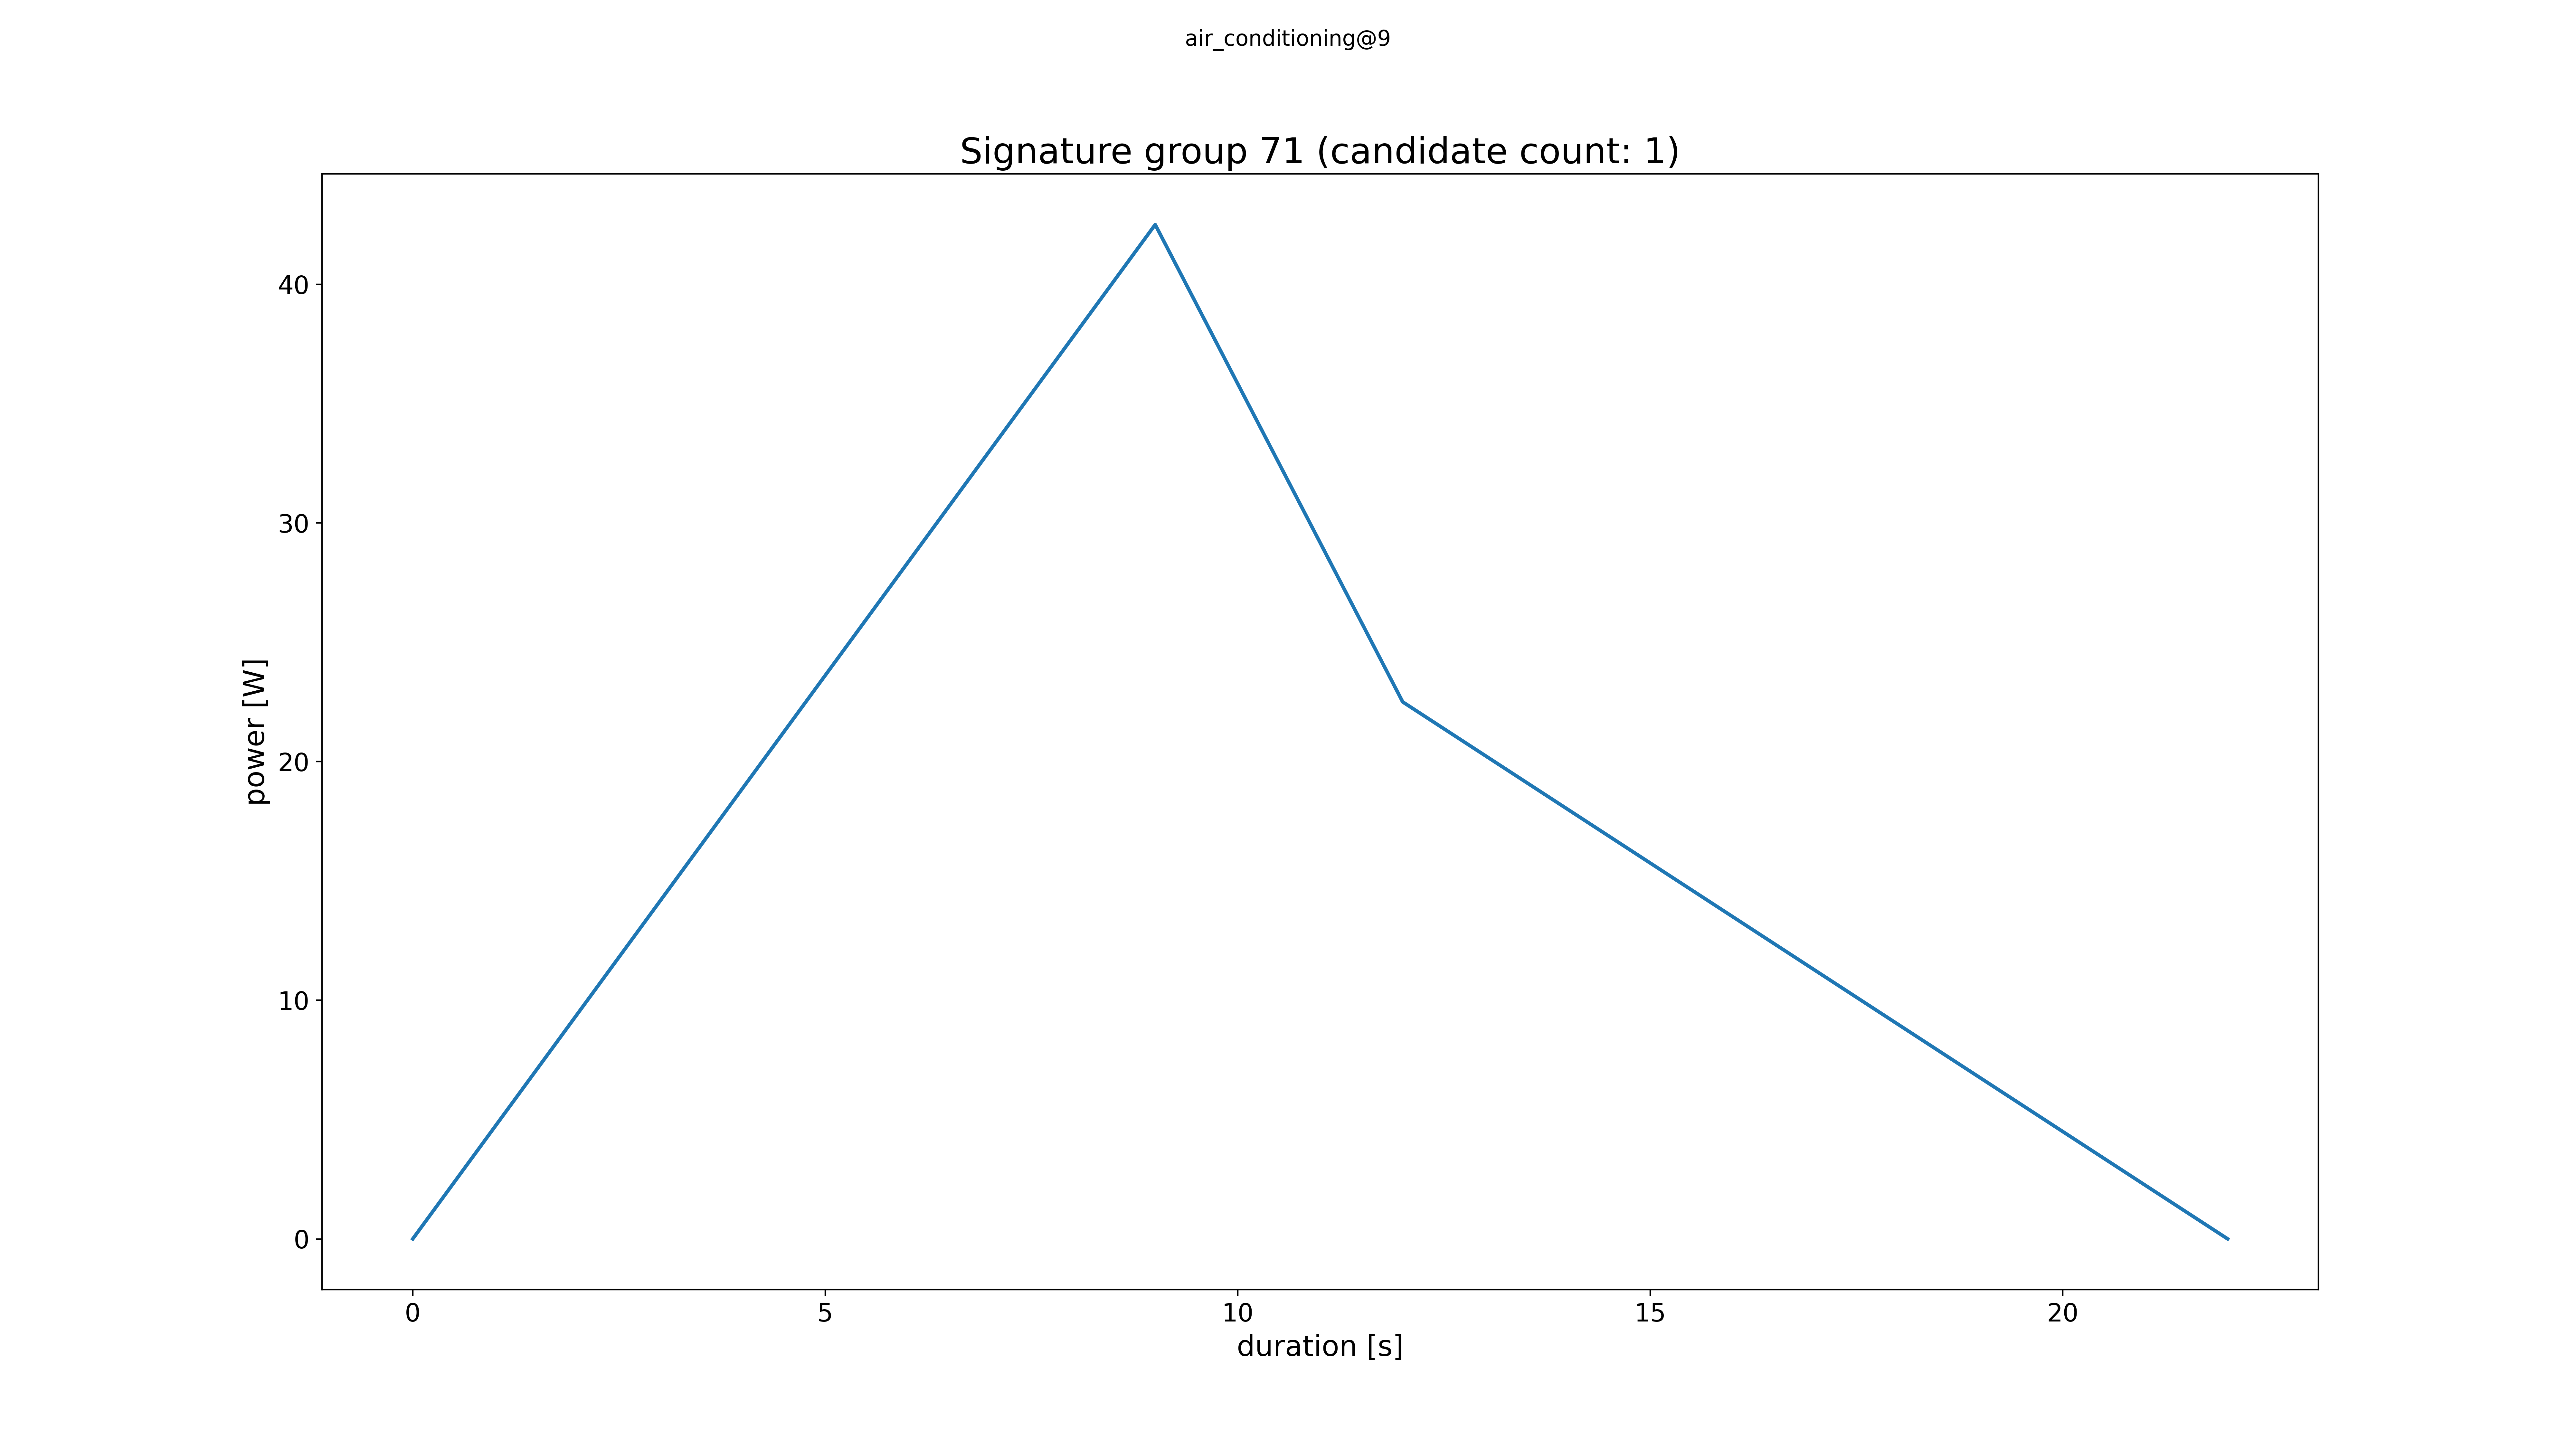 air_conditioning@9
Signature group 71 (candidate count: 1)
power [W]
40
30
20
10
0
0 5 10 15 20
duration [s]